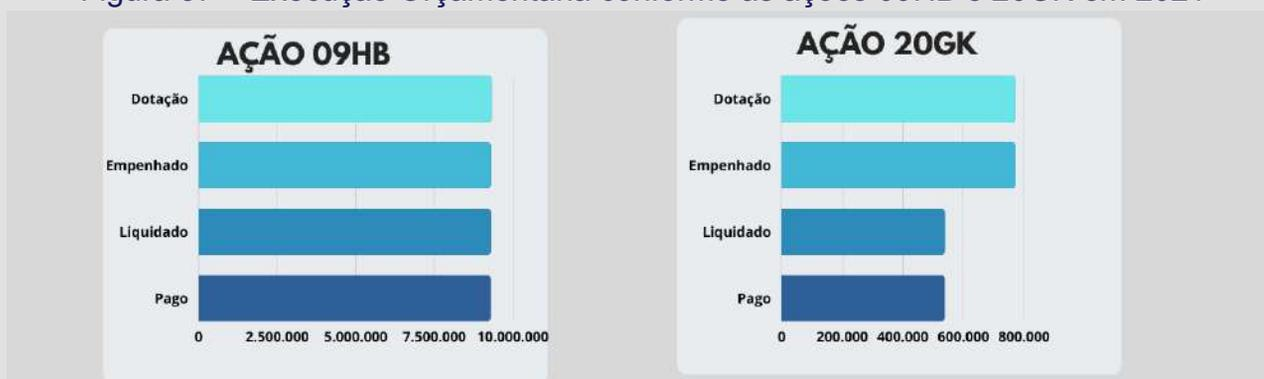 AÇÃO 09HB
Dotação
Empenhado
Liquidado
Pago
0 2.500.000 5.000.000 7.500.000 10.000.000
AÇÃO 20GK
Dotação
Empenhado
Liquidado
Pago
0 200.000 400.000 600.000 800.000